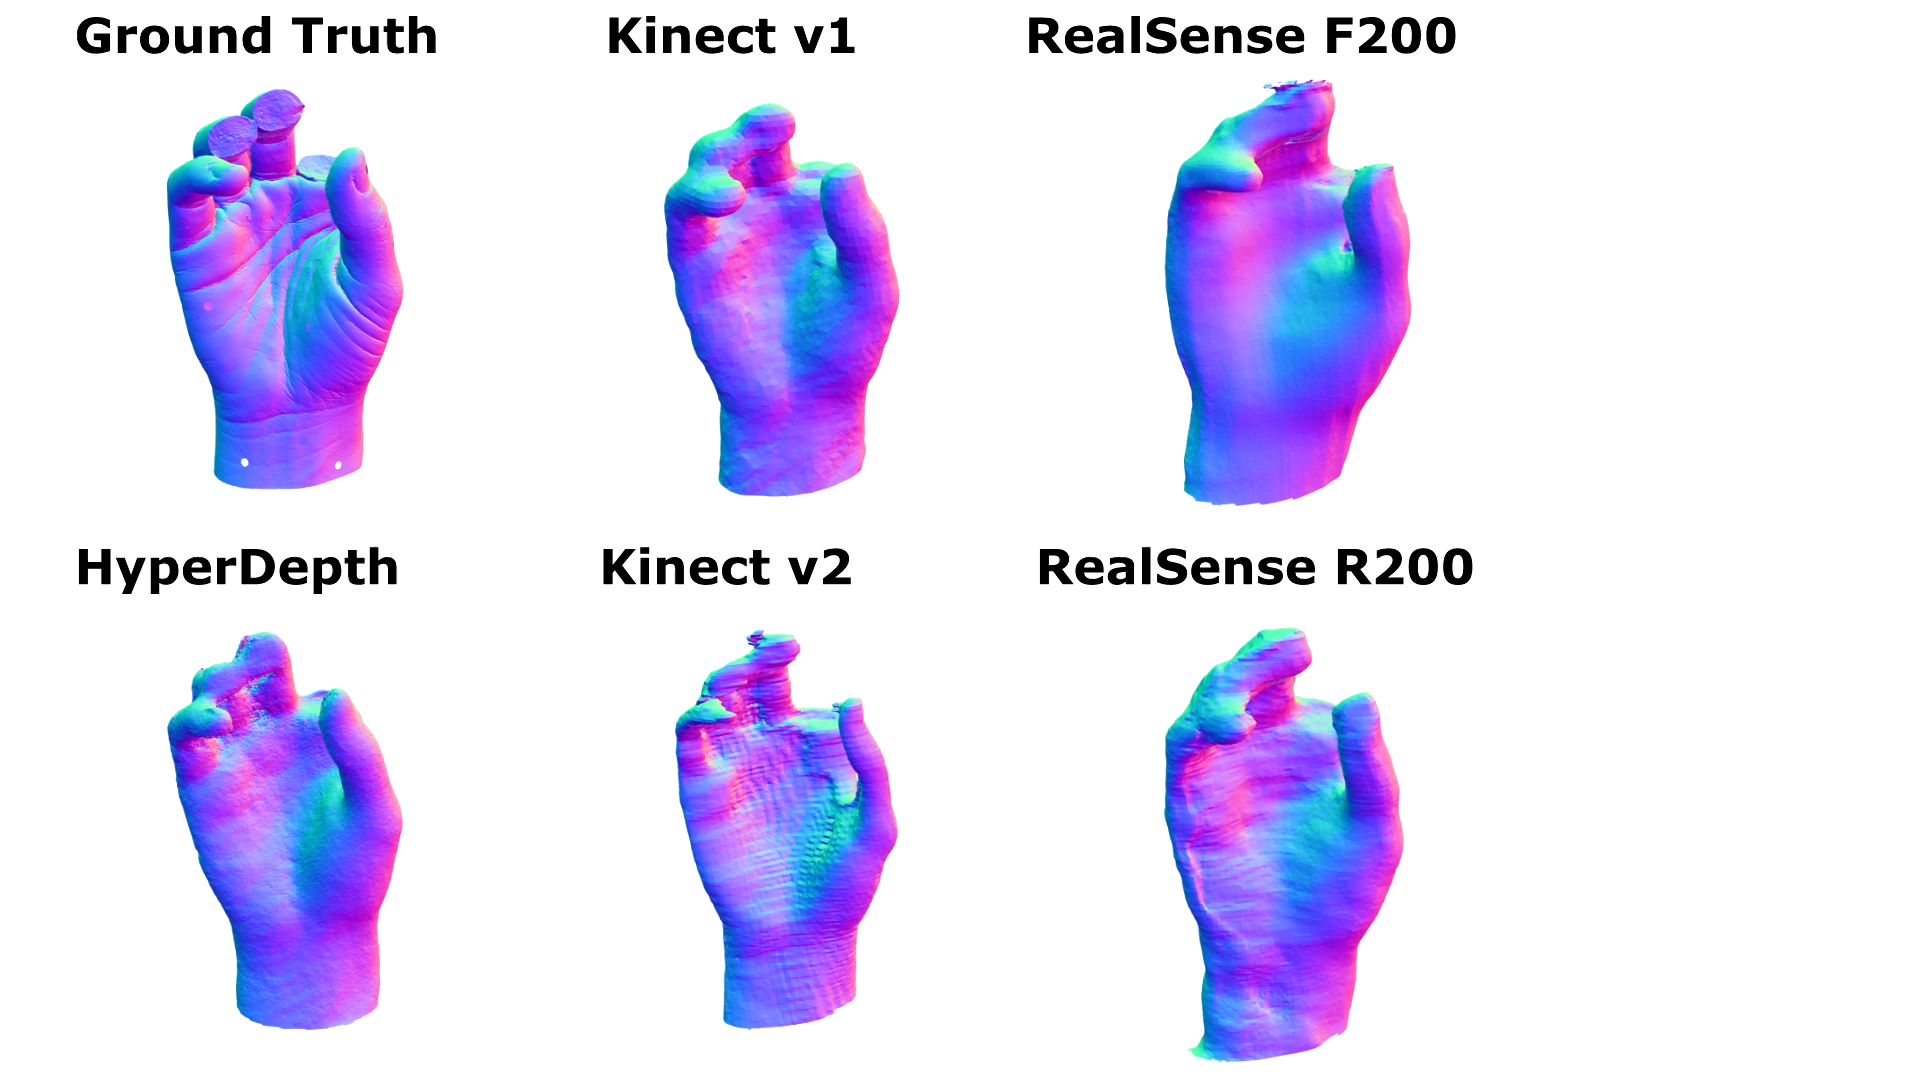 Ground Truth
Kinect v1
RealSense F200
HyperDepth
Kinect v2
RealSense R200